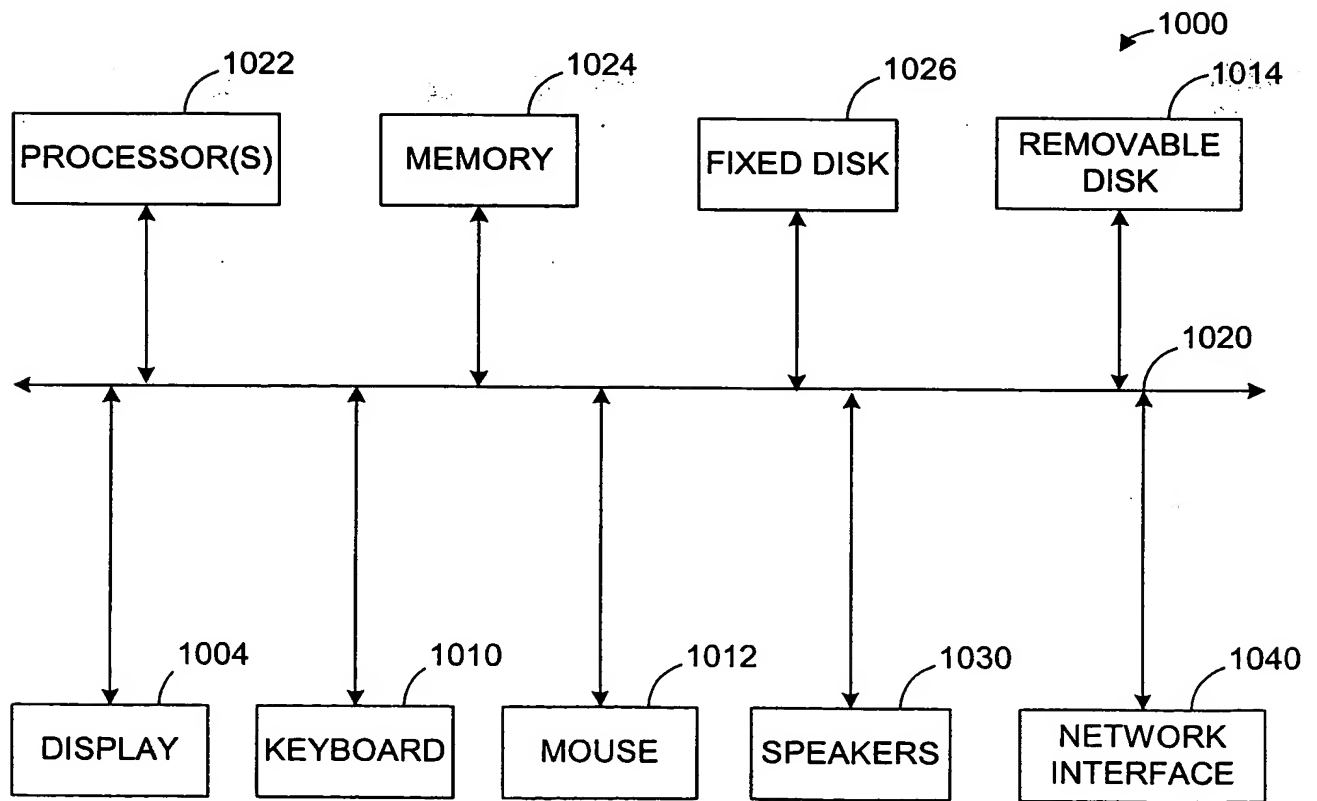 1000
1022
1024
1026
1014
PROCESSOR(S)
MEMORY
FIXED DISK
REMOVABLE
DISK
1020
1004
1010
1012
1030
1040
DISPLAY
KEYBOARD
MOUSE
SPEAKERS
NETWORK
INTERFACE